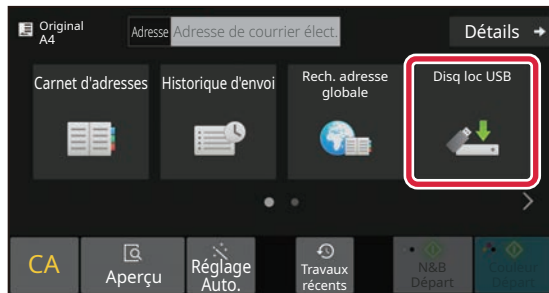 Original
A4
Adresse
Adresse de courrier élect.
Détails
Carnet d'adresses
Historique d'envoi
Rech. adresse
globale
Disq loc USB
CA
Aperçu
Réglage
Auto.
Travaux
récents
N&B
Départ
Couleur
Départ